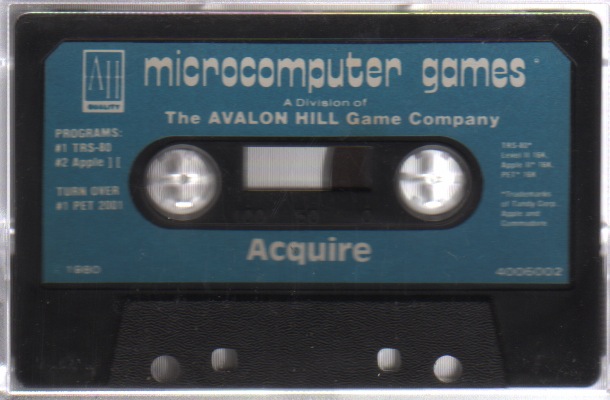 AH
QUALITY
microcomputer games
A Division of
The AVALON HILL Game Company
PROGRAMS:
#1 TRS-80
#2 Apple ][
TURN OVER
#1 PET 2001
TRS-80*
Level II 16K,
Apple II* 16K,
PET* 16K
*Trademarks
of Tandy Corp.
Apple and
Commodore
Acquire
1980
4006002